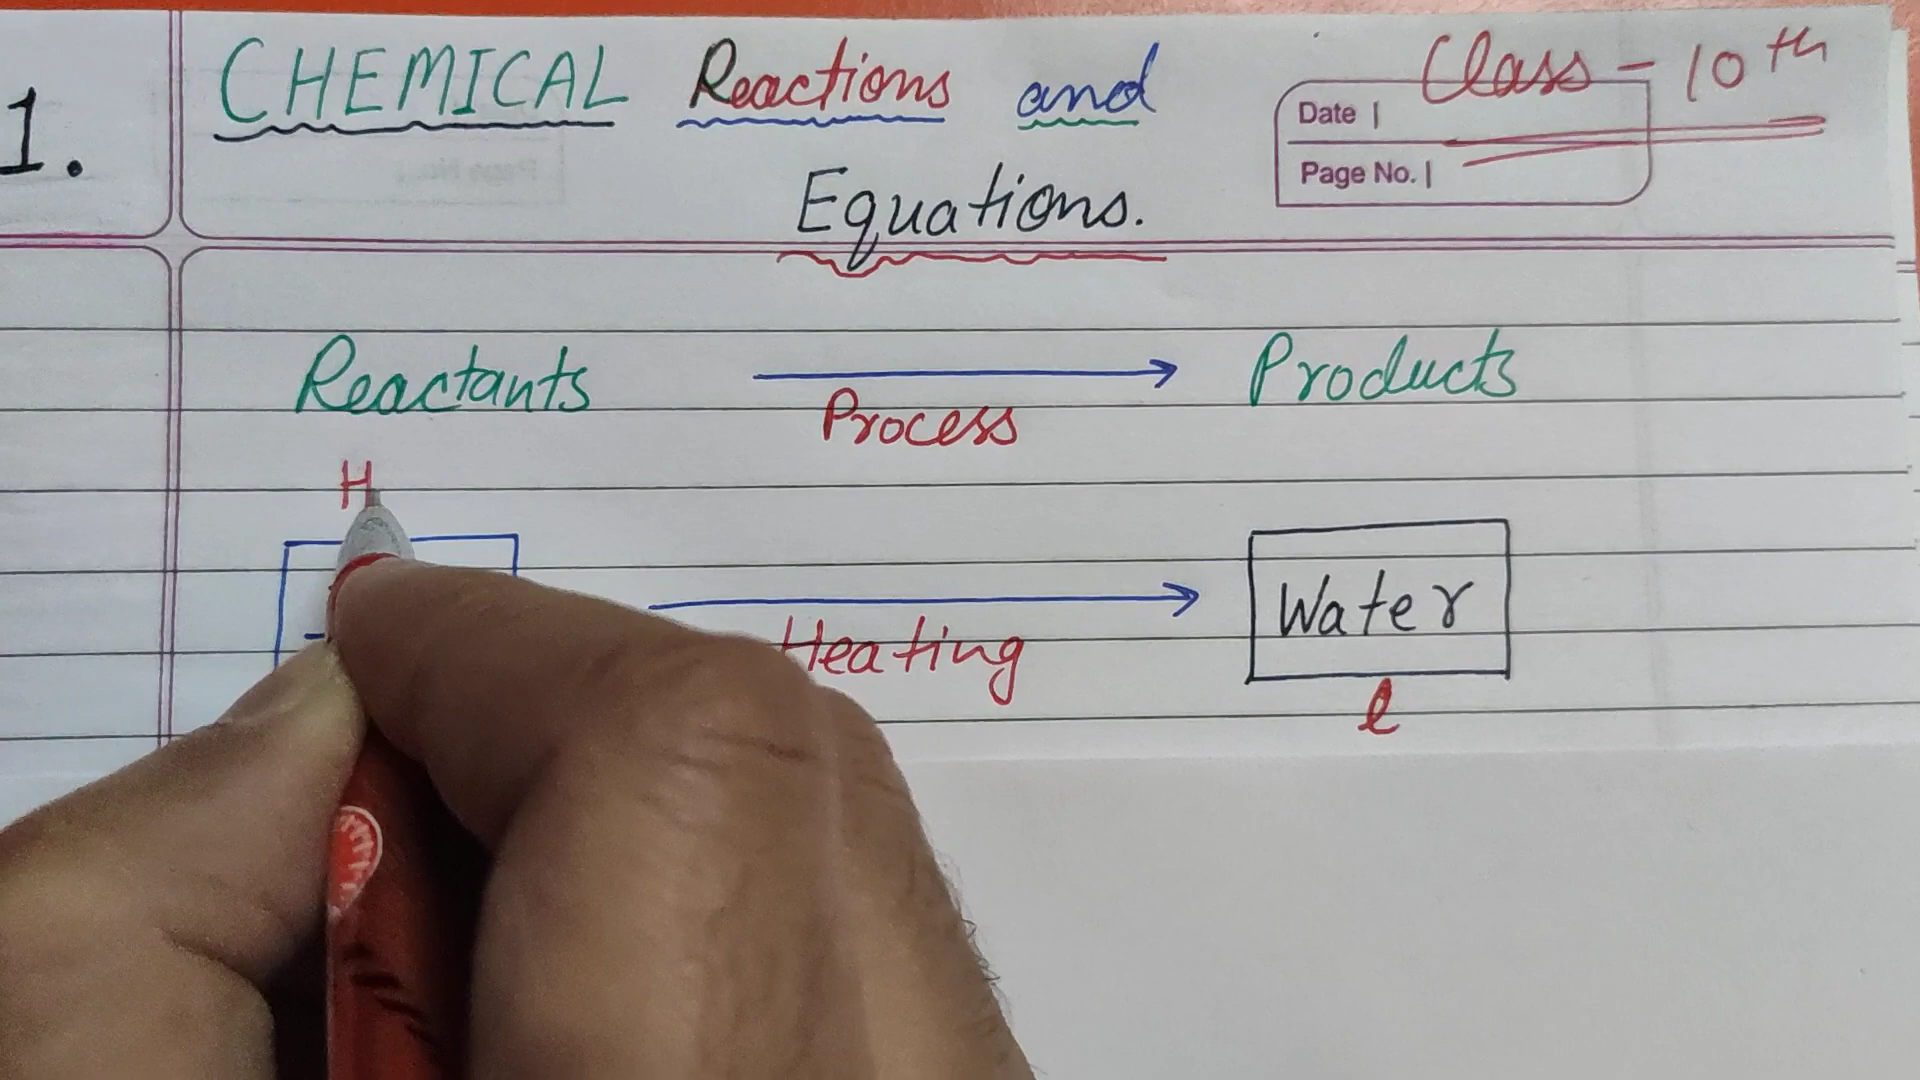 1.
CHEMICAL Reactions and
Equations.
Class - 10th
Date |
Page No. |
Reactants → Products
Process
H
→ Water
Heating
l